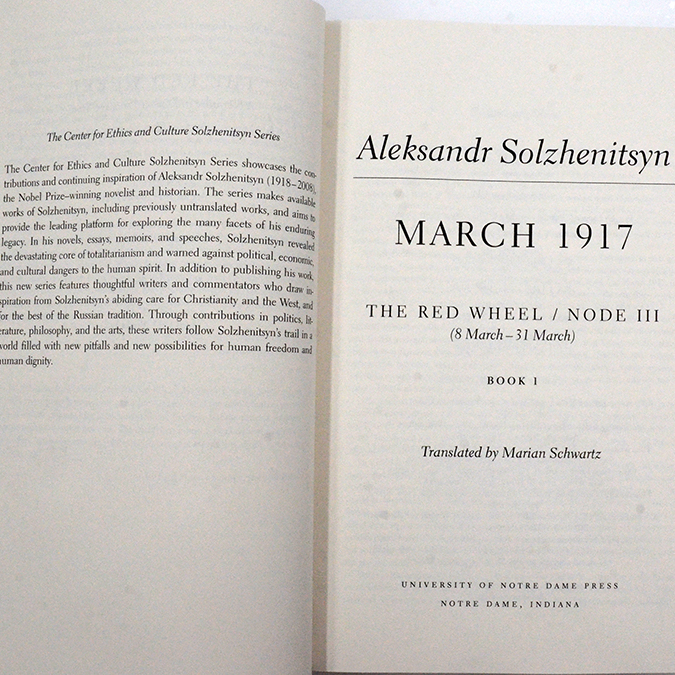 The Center for Ethics and Culture Solzhenitsyn Series
The Center for Ethics and Culture Solzhenitsyn Series showcases the con-
tributions and continuing inspiration of Aleksandr Solzhenitsyn (1918–2008),
the Nobel Prize–winning novelist and historian. The series makes available
works of Solzhenitsyn, including previously untranslated works, and aims to
provide the leading platform for exploring the many facets of his enduring
legacy. In his novels, essays, memoirs, and speeches, Solzhenitsyn revealed
the devastating core of totalitarianism and warned against political, economic,
and cultural dangers to the human spirit. In addition to publishing his work,
this new series features thoughtful writers and commentators who draw in-
spiration from Solzhenitsyn's abiding care for Christianity and the West, and
for the best of the Russian tradition. Through contributions in politics, lit-
erature, philosophy, and the arts, these writers follow Solzhenitsyn's trail in a
world filled with new pitfalls and new possibilities for human freedom and
human dignity.
Aleksandr Solzhenitsyn
MARCH 1917
THE RED WHEEL / NODE III
(8 March–31 March)
BOOK 1
Translated by Marian Schwartz
UNIVERSITY OF NOTRE DAME PRESS
NOTRE DAME, INDIANA